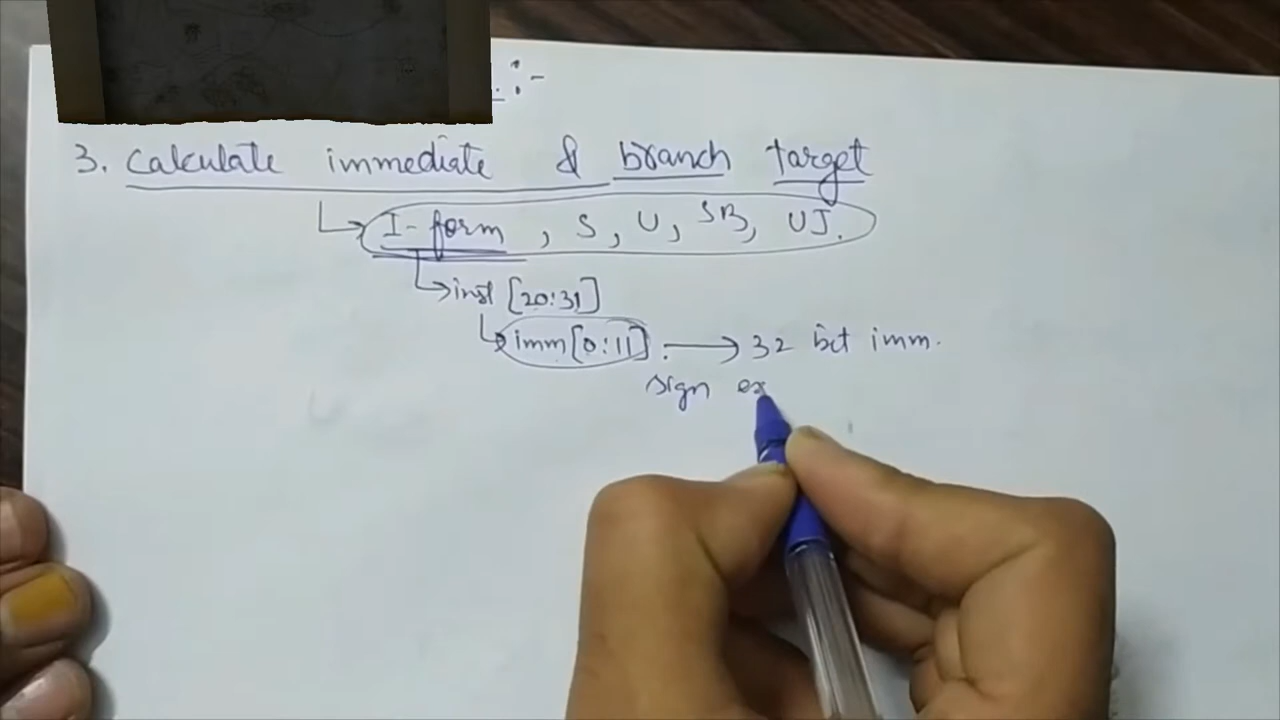 3. Calculate immediate & branch target
I-form, S, U, SB, UJ.
inst [20:31]
imm[0:11]. → 32 bit imm.
sign ex